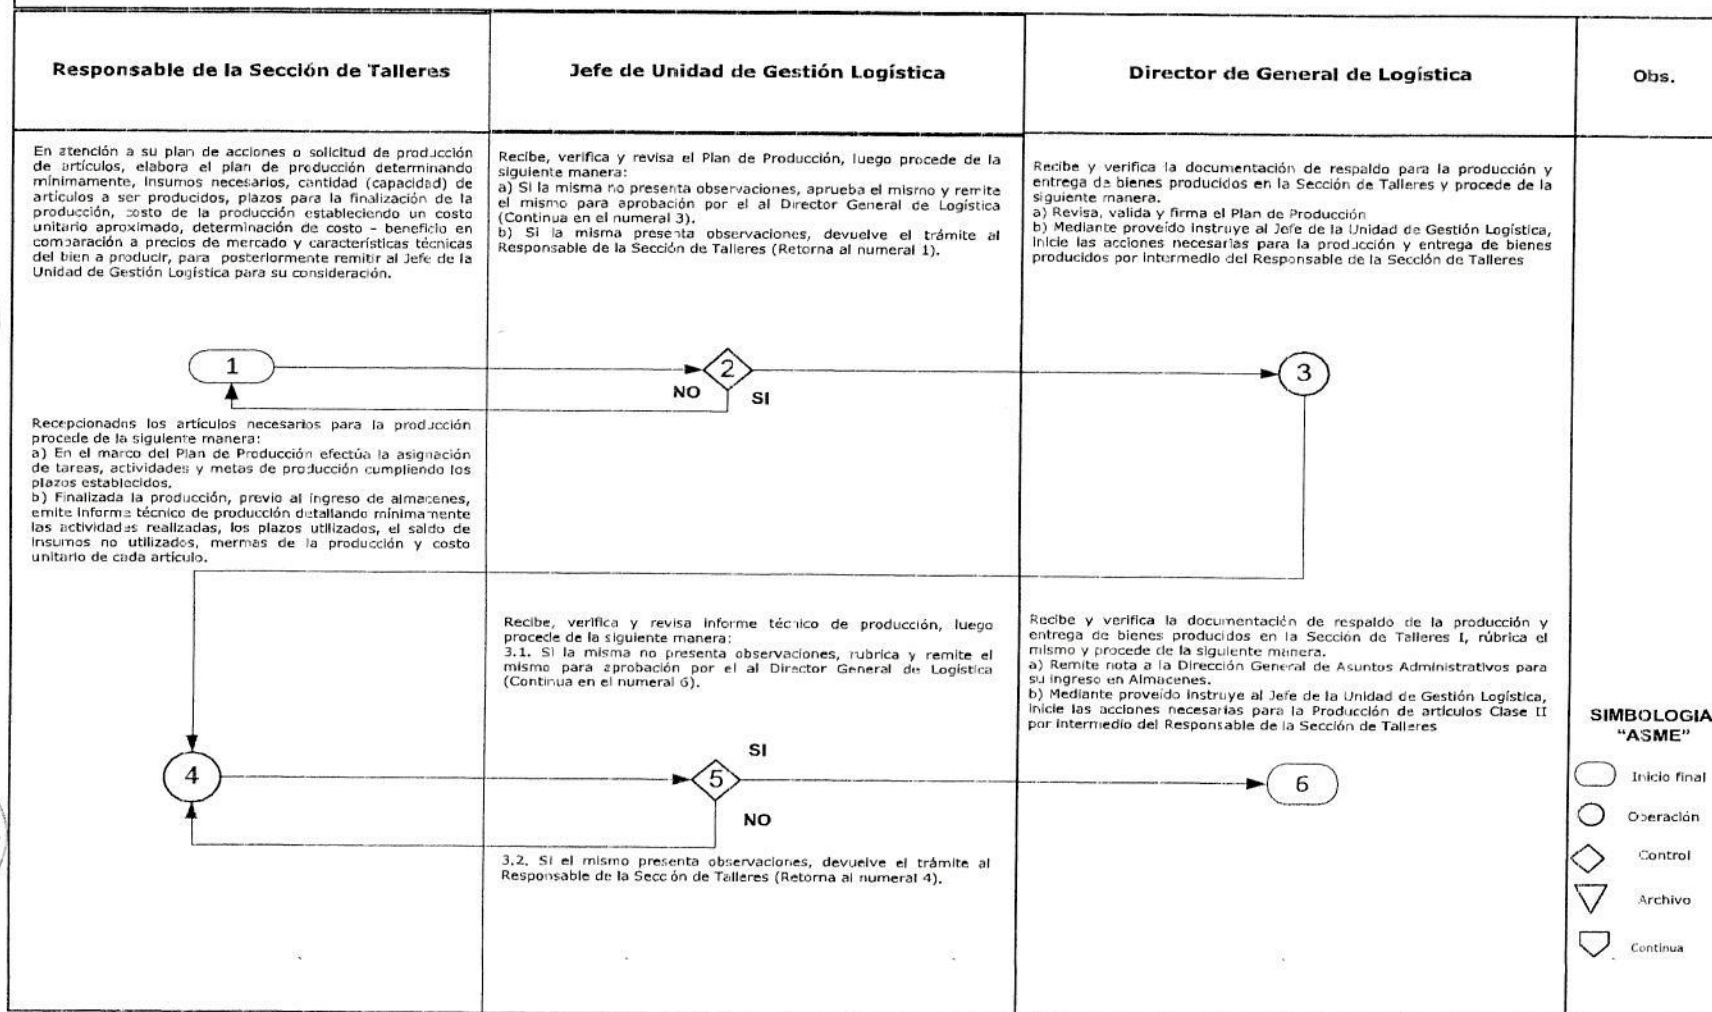 Responsable de la Sección de Talleres
Jefe de Unidad de Gestión Logística
Director de General de Logística
Obs.
En atención a su plan de acciones o solicitud de producción
de artículos, elabora el plan de producción determinando
mínimamente, insumos necesarios, cantidad (capacidad) de
artículos a ser producidos, plazos para la finalización de la
producción, costo de la producción estableciendo un costo
unitario aproximado, determinación de costo - beneficio en
comparación a precios de mercado y características técnicas
del bien a producir, para posteriormente remitir al Jefe de la
Unidad de Gestión Logística para su consideración.
Recibe, verifica y revisa el Plan de Producción, luego procede de la
siguiente manera:
a) Si la misma no presenta observaciones, aprueba el mismo y remite
el mismo para aprobación por el al Director General de Logística
(Continua en el numeral 3).
b) Si la misma presenta observaciones, devuelve el trámite al
Responsable de la Sección de Talleres (Retorna al numeral 1).
Recibe y verifica la documentación de respaldo para la producción y
entrega de bienes producidos en la Sección de Talleres y procede de la
siguiente manera.
a) Revisa, valida y firma el Plan de Producción
b) Mediante proveído instruye al Jefe de la Unidad de Gestión Logística,
inicie las acciones necesarias para la producción y entrega de bienes
producidos por intermedio del Responsable de la Sección de Talleres
1
2
3
NO
SI
Recepcionados los artículos necesarios para la producción
procede de la siguiente manera:
a) En el marco del Plan de Producción efectúa la asignación
de tareas, actividades y metas de producción cumpliendo los
plazos establecidos.
b) Finalizada la producción, previo al ingreso de almacenes,
emite informe técnico de producción detallando mínimamente
las actividades realizadas, los plazos utilizados, el saldo de
insumos no utilizados, mermas de la producción y costo
unitario de cada artículo.
Recibe, verifica y revisa informe técnico de producción, luego
procede de la siguiente manera:
3.1. Si la misma no presenta observaciones, rubrica y remite el
mismo para aprobación por el al Director General de Logística
(Continua en el numeral 6).
Recibe y verifica la documentación de respaldo de la producción y
entrega de bienes producidos en la Sección de Talleres I, rúbrica el
mismo y procede de la siguiente manera.
a) Remite nota a la Dirección General de Asuntos Administrativos para
su ingreso en Almacenes.
b) Mediante proveído instruye al Jefe de la Unidad de Gestión Logística,
inicie las acciones necesarias para la Producción de artículos Clase II
por intermedio del Responsable de la Sección de Talleres
SI
4
5
6
NO
3.2. Si el mismo presenta observaciones, devuelve el trámite al
Responsable de la Sección de Talleres (Retorna al numeral 4).
SIMBOLOGIA
"ASME"
Inicio final
Operación
Control
Archivo
Continua